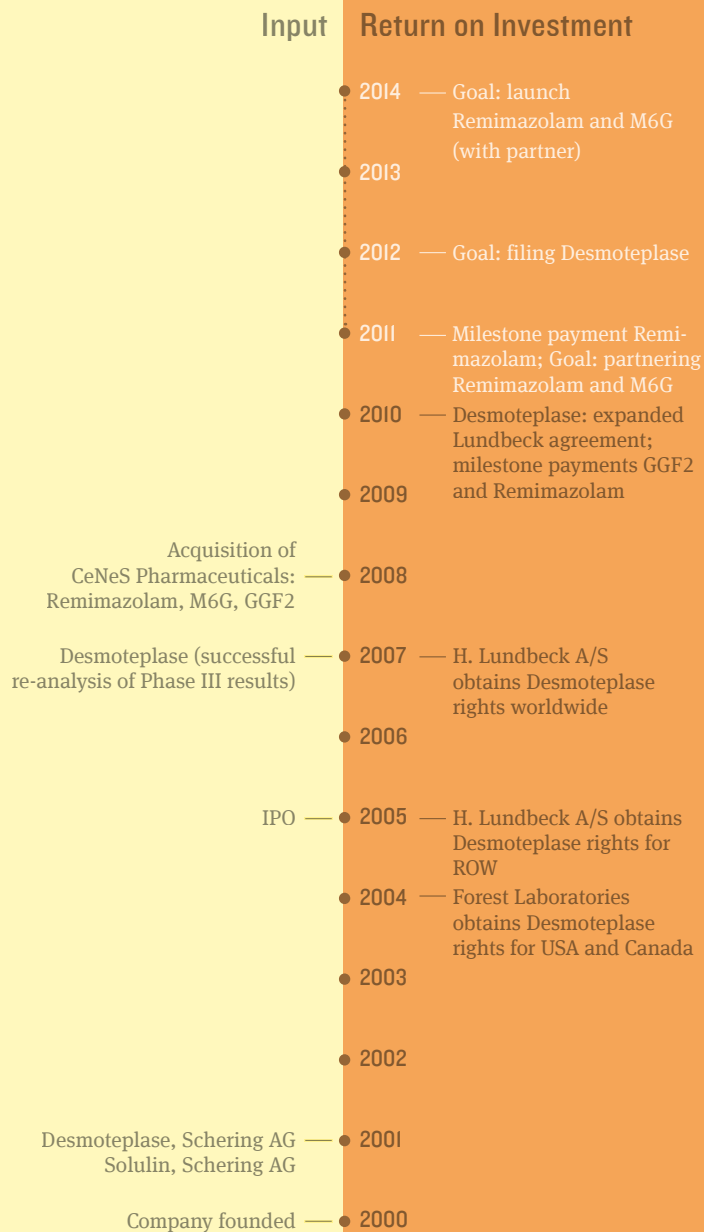 Input
Return on Investment
2014
Goal: launch
Remimazolam and M6G
(with partner)
2013
2012
Goal: filing Desmoteplase
2011
Milestone payment Remi-
mazolam; Goal: partnering
Remimazolam and M6G
2010
Desmoteplase: expanded
Lundbeck agreement;
milestone payments GGF2
and Remimazolam
2009
Acquisition of
CeNeS Pharmaceuticals:
Remimazolam, M6G, GGF2
2008
Desmoteplase (successful
re-analysis of Phase III results)
2007
H. Lundbeck A/S
obtains Desmoteplase
rights worldwide
2006
IPO
2005
H. Lundbeck A/S obtains
Desmoteplase rights for
ROW
2004
Forest Laboratories
obtains Desmoteplase
rights for USA and Canada
2003
2002
Desmoteplase, Schering AG
Solulin, Schering AG
2001
Company founded
2000